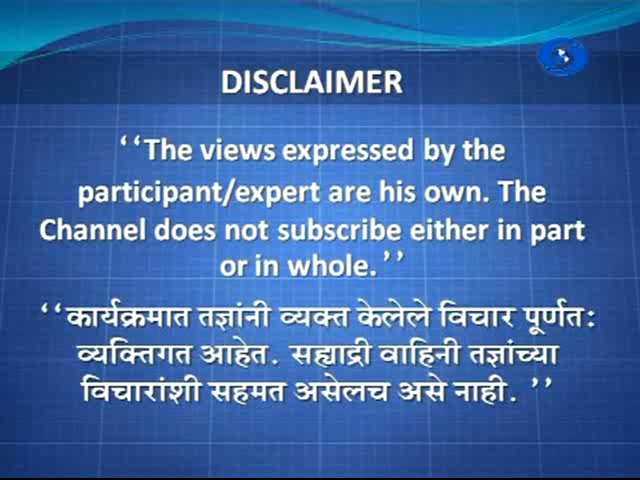 DISCLAIMER
‘‘The views expressed by the
participant/expert are his own. The
Channel does not subscribe either in part
or in whole.’’
‘‘कार्यक्रमात तज्ञांनी व्यक्त केलेले विचार पूर्णत:
व्यक्तिगत आहेत. सह्याद्री वाहिनी तज्ञांच्या
विचारांशी सहमत असेलच असे नाही. ’’